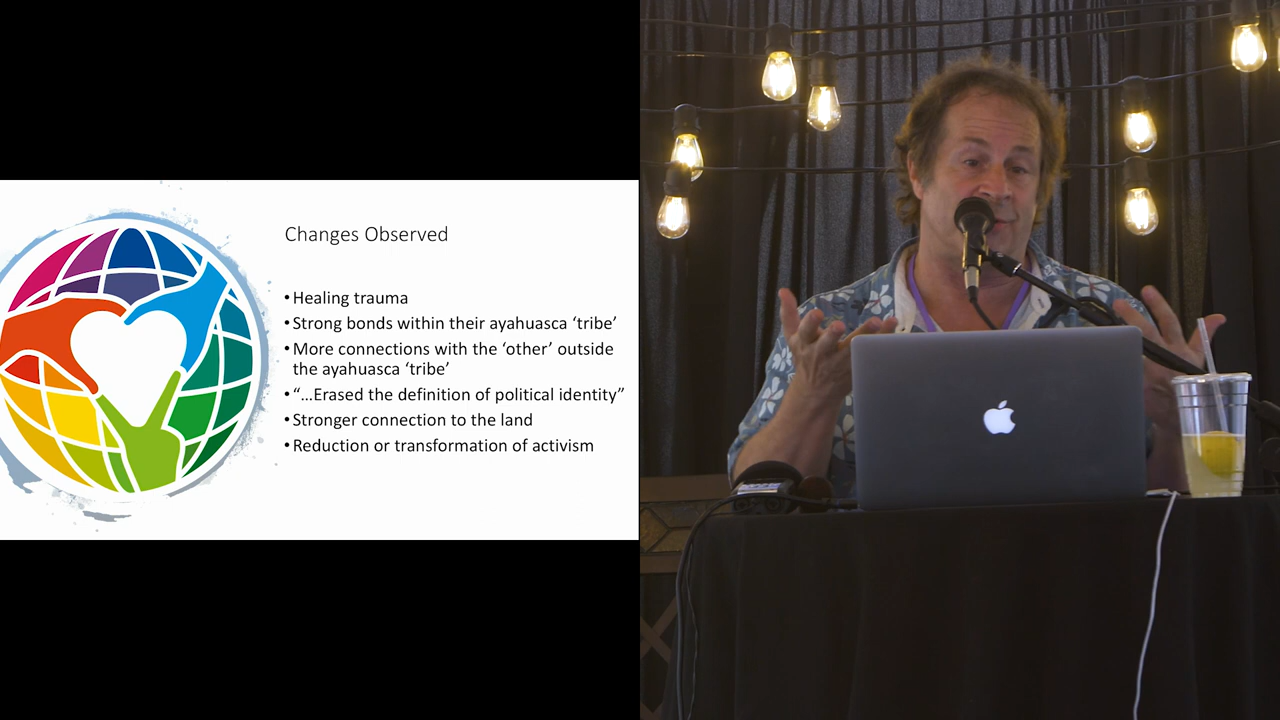 Changes Observed
•Healing trauma
•Strong bonds within their ayahuasca ‘tribe’
•More connections with the ‘other’ outside
the ayahuasca ‘tribe’
•“…Erased the definition of political identity”
•Stronger connection to the land
•Reduction or transformation of activism